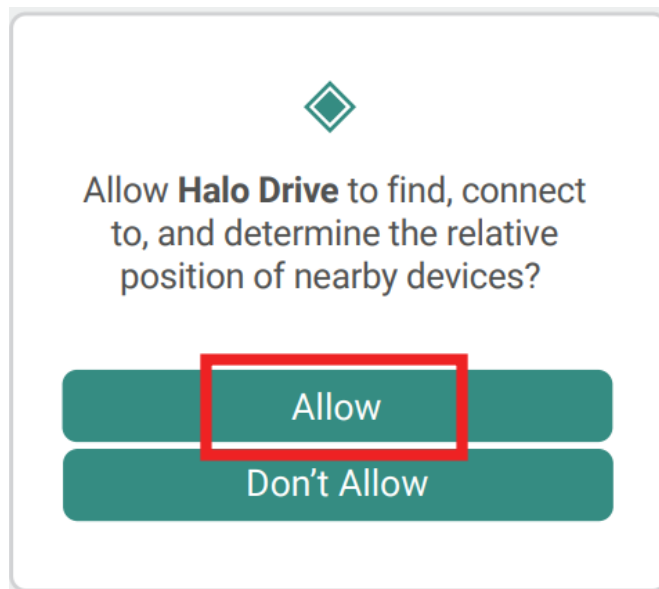 Allow Halo Drive to find, connect
to, and determine the relative
position of nearby devices?
Allow
Don’t Allow